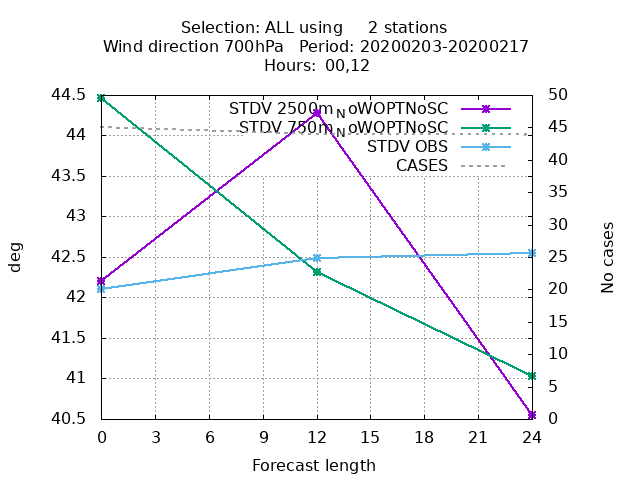 Selection: ALL using     2 stations
Wind direction 700hPa   Period: 20200203-20200217
Hours: 00,12
STDV 2500m_NoWOPTNoSC
STDV 750m_NoWOPTNoSC
STDV OBS
CASES
44.5
44
43.5
43
42.5
42
41.5
41
40.5
deg
50
45
40
35
30
25
20
15
10
5
0
No cases
0 3 6 9 12 15 18 21 24
Forecast length